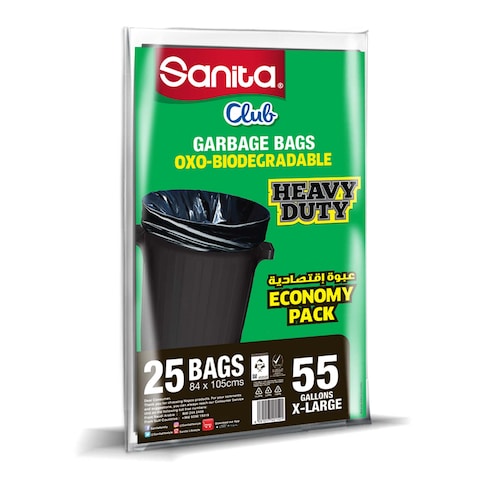 Sanita®
Club
GARBAGE BAGS
OXO-BIODEGRADABLE
HEAVY
DUTY
عبوة إقتصادية
ECONOMY
PACK
25 BAGS
84 x 105cms
55
GALLONS
X-LARGE